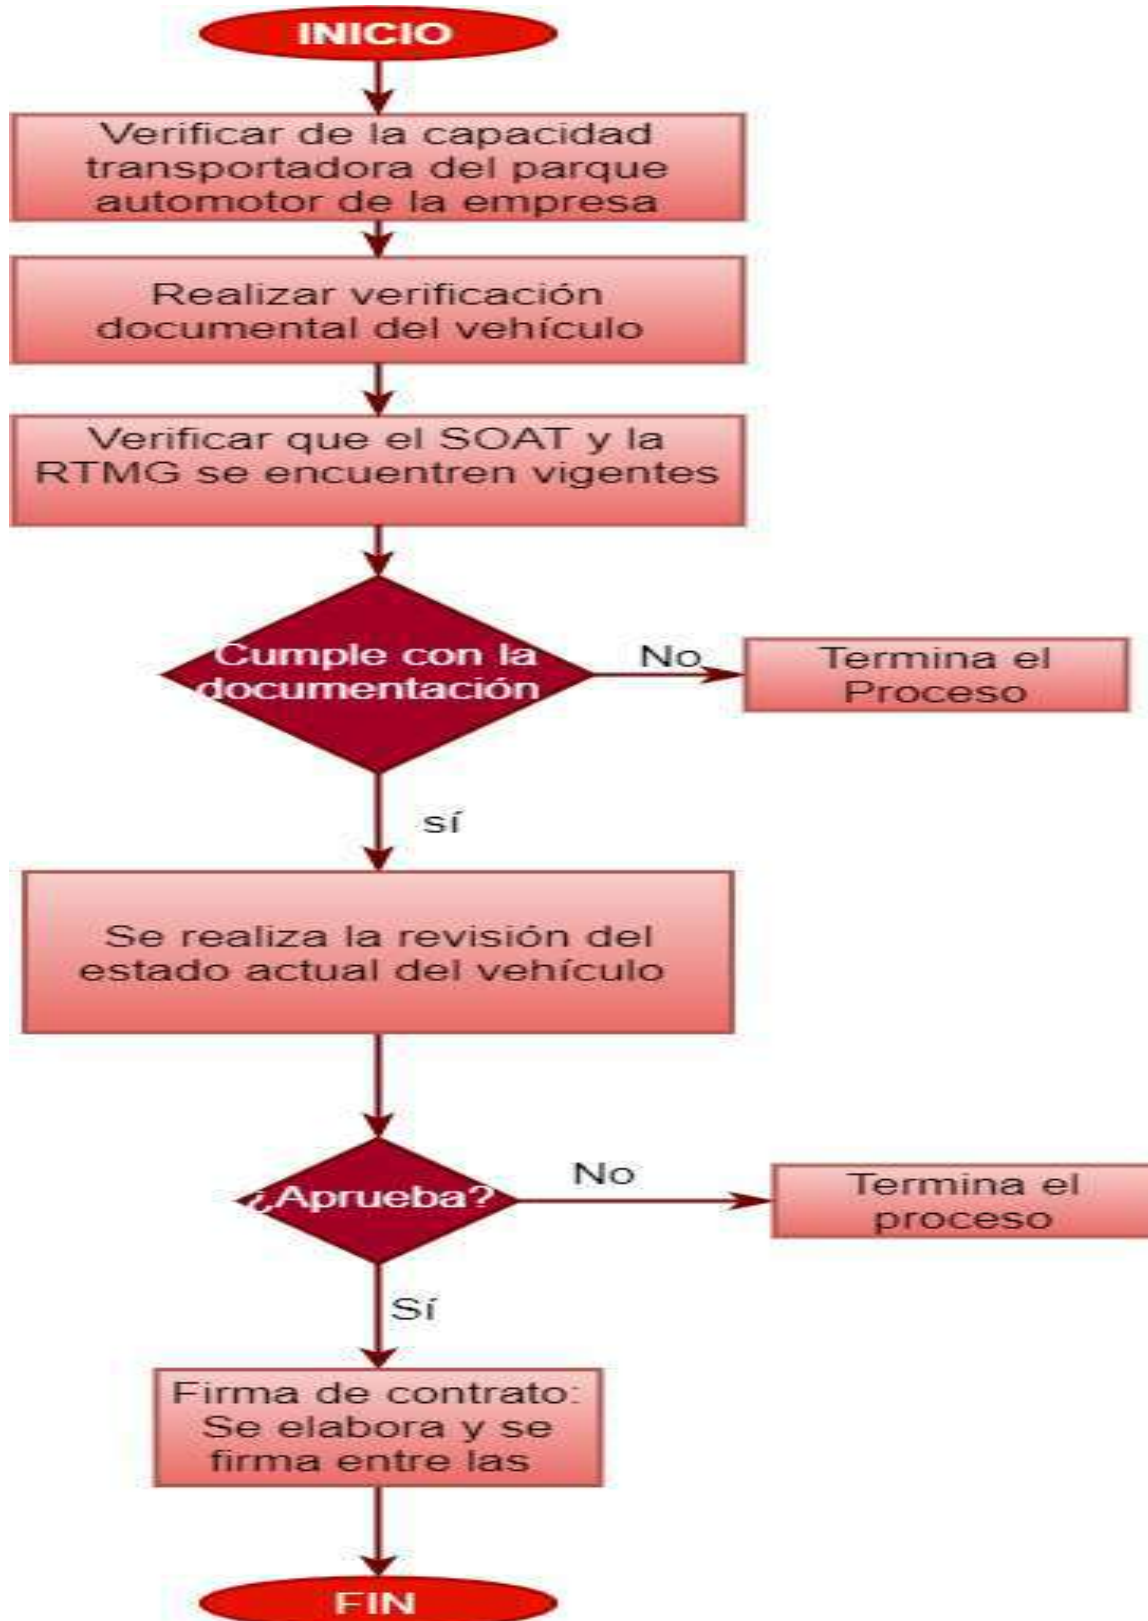 INICIO
Verificar de la capacidad
transportadora del parque
automotor de la empresa
Realizar verificación
documental del vehículo
Verificar que el SOAT y la
RTMG se encuentren vigentes
Cumple con la
documentación
No
Termina el
Proceso
sí
Se realiza la revisión del
estado actual del vehículo
¿Aprueba?
No
Termina el
proceso
Sí
Firma de contrato:
Se elabora y se
firma entre las
FIN